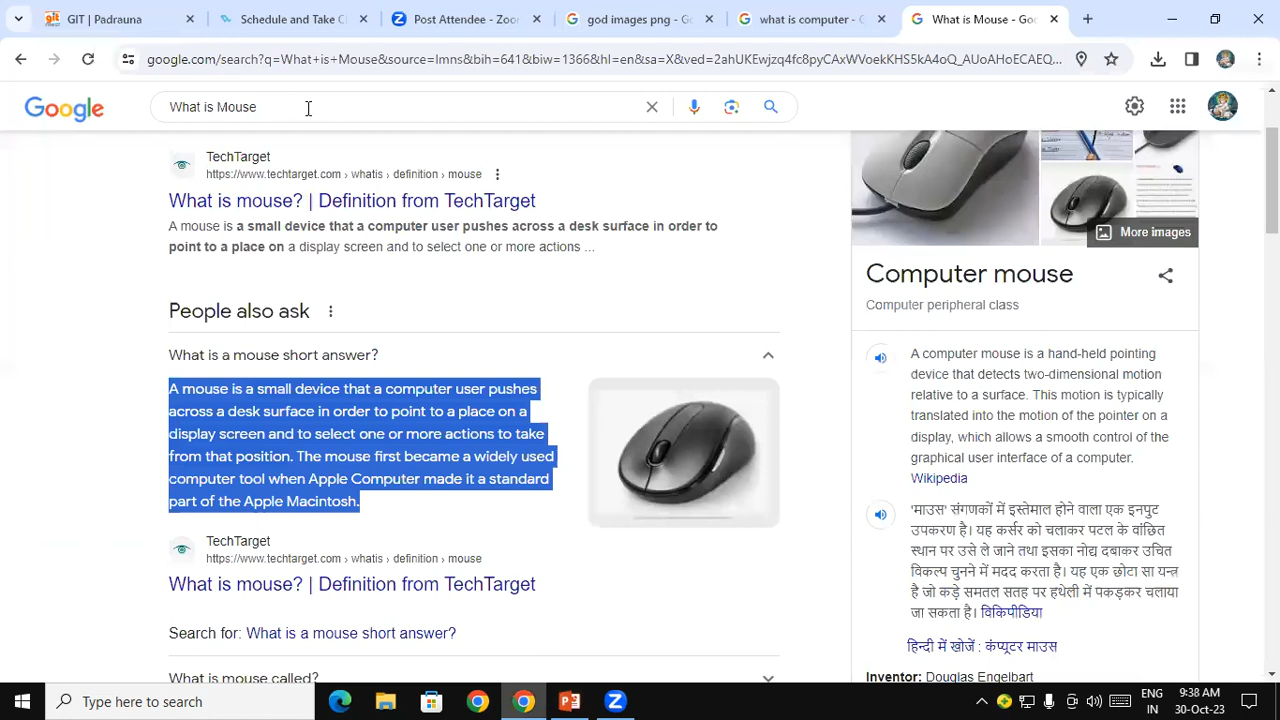 GIT | Padrauna
Schedule and Take C
Post Attendee - Zoo
god images png - Go
what is computer - G
What is Mouse - Goo
google.com/search?q=What+is+Mouse&source=lmns&bih=641&biw=1366&hl=en&sa=X&ved=2ahUKEwjzq4fc8pyCAxWVoekKHS5kA4oQ_AUoAHoECAEQ...
Google
What is Mouse
TechTarget
https://www.techtarget.com › whatis › definition › mouse
What is mouse? | Definition from TechTarget
A mouse is a small device that a computer user pushes across a desk surface in order to
point to a place on a display screen and to select one or more actions ...
People also ask
What is a mouse short answer?
A mouse is a small device that a computer user pushes
across a desk surface in order to point to a place on a
display screen and to select one or more actions to take
from that position. The mouse first became a widely used
computer tool when Apple Computer made it a standard
part of the Apple Macintosh.
TechTarget
https://www.techtarget.com › whatis › definition › mouse
What is mouse? | Definition from TechTarget
Search for: What is a mouse short answer?
What is mouse called?
More images
Computer mouse
Computer peripheral class
A computer mouse is a hand-held pointing
device that detects two-dimensional motion
relative to a surface. This motion is typically
translated into the motion of the pointer on a
display, which allows a smooth control of the
graphical user interface of a computer.
Wikipedia
'माउस' संगणकों में इस्तेमाल होने वाला एक इनपुट
उपकरण है। यह कर्सर को चलाकर पटल के वांछित
स्थान पर उसे ले जाने तथा इसका नोद्य दबाकर उचित
विकल्प चुनने में मदद करता है। यह एक छोटा सा यन्त्र
है जो कड़े समतल सतह पर हथेली में पकड़कर चलाया
जा सकता है। विकिपीडिया
हिन्दी में खोजें : कंप्यूटर माउस
Inventor: Douglas Engelbart
Type here to search
ENG
IN
9:38 AM
30-Oct-23